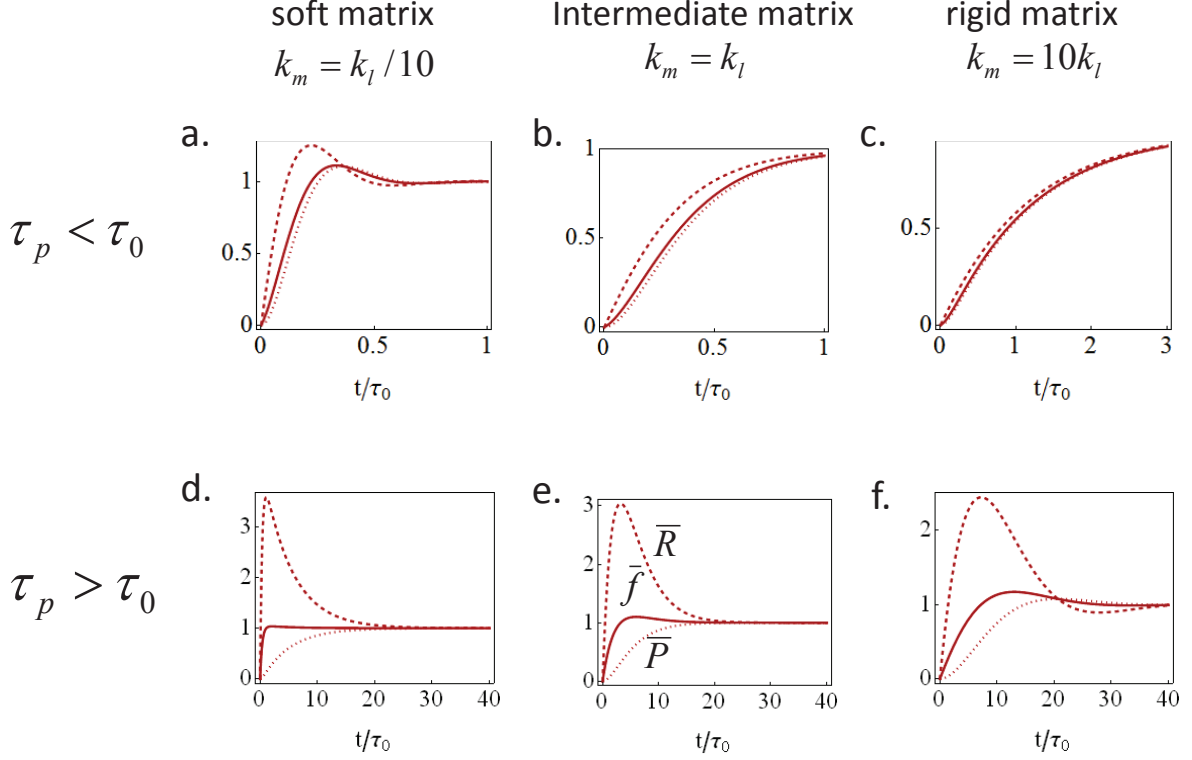 soft matrix Intermediate matrix rigid matrix
k_m = k_l / 10 k_m = k_l k_m = 10k_l
a. b. c.
τ_p < τ_0
1
0.5
0
0 0.5 1
t/τ_0
1
0.5
0
0 0.5 1
t/τ_0
1
0.5
0
0 1 2 3
t/τ_0
d. e. f.
τ_p > τ_0
3
2
1
0
0 10 20 30 40
t/τ_0
3
2
1
0
R̅
f̅
P̅
0 10 20 30 40
t/τ_0
2
1
0
0 10 20 30 40
t/τ_0